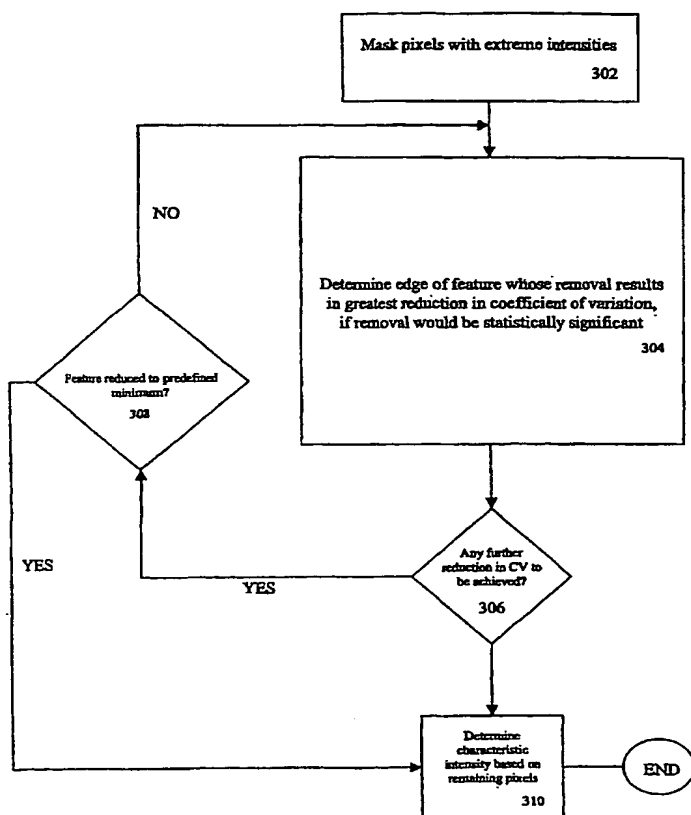 Mask pixels with extreme intensities
302
NO
Determine edge of feature whose removal results
in greatest reduction in coefficient of variation,
if removal would be statistically significant
304
Feature reduced to predefined
minimum?
308
YES
Any further
reduction in CV to
be achieved?
306
YES
Determine
characteristic
intensity based on
remaining pixels
310
END